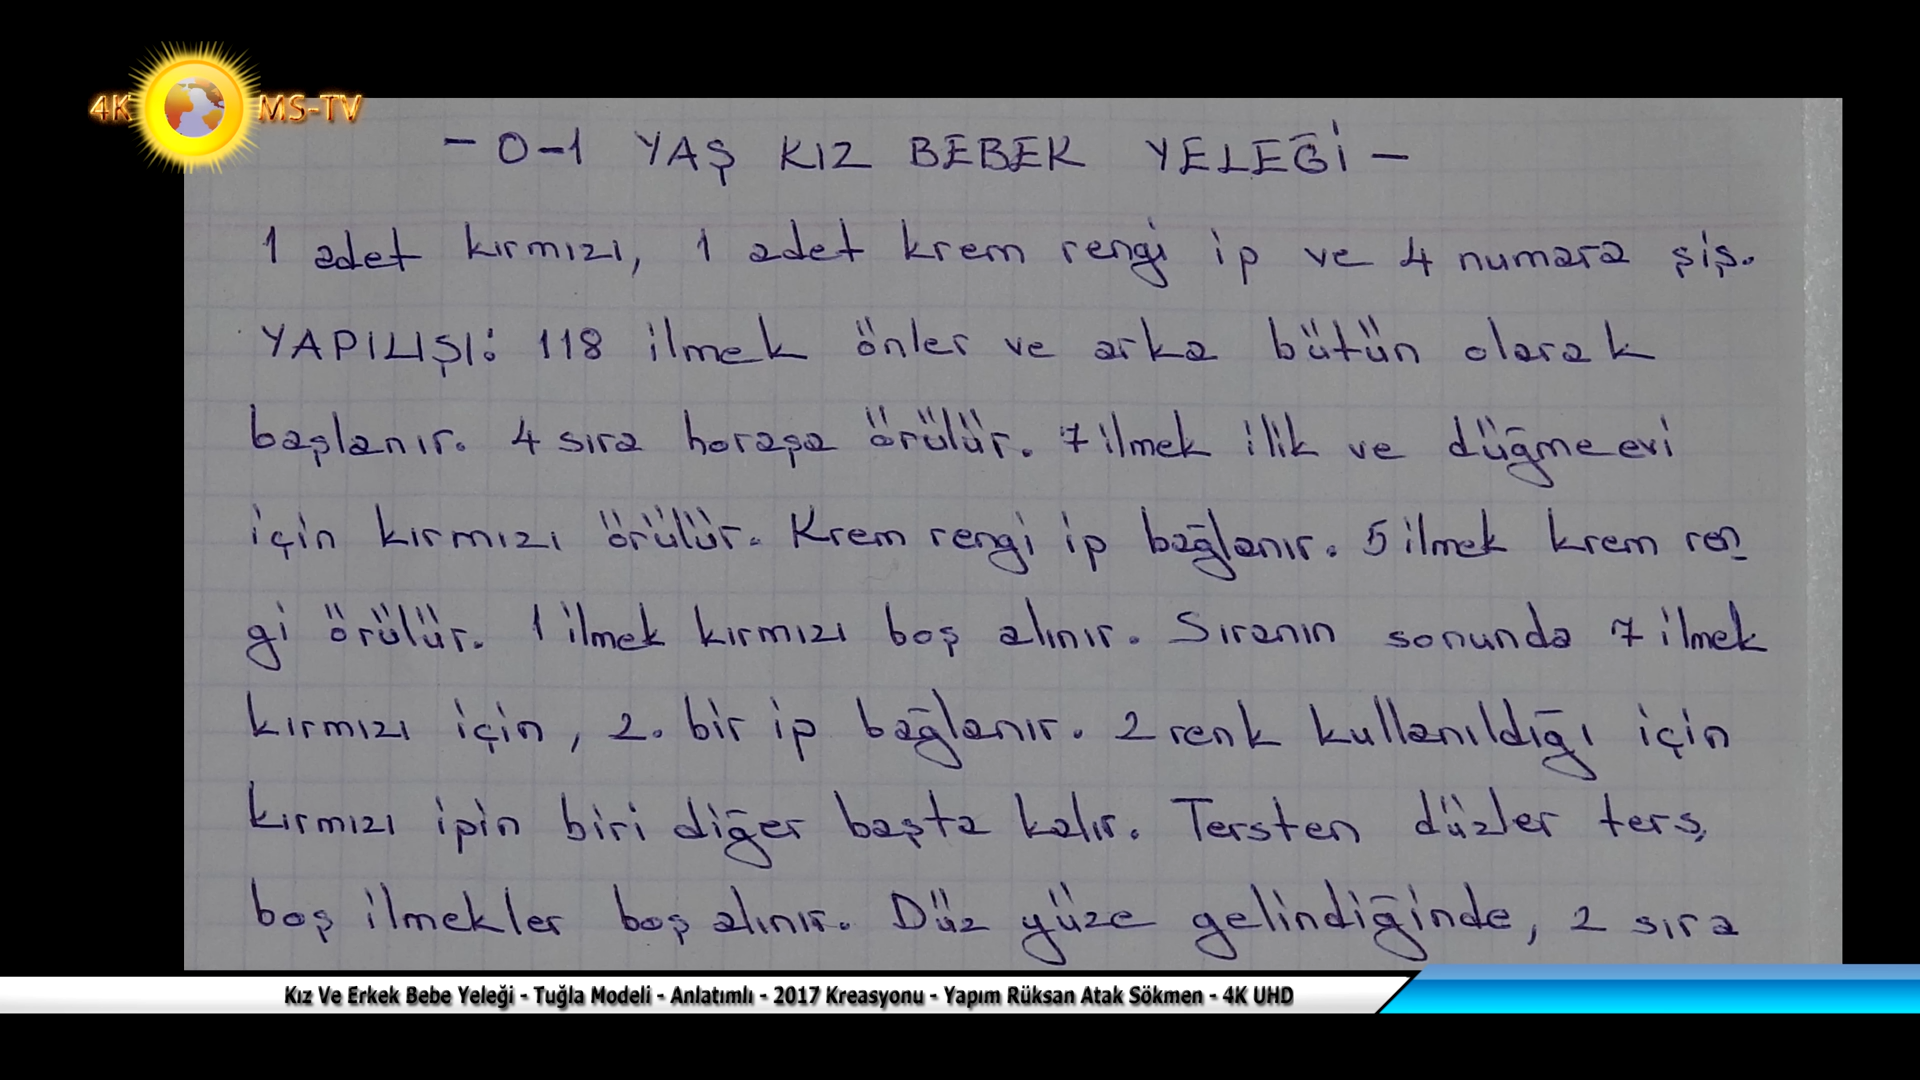 4K MS-TV
- 0-1 YAŞ KIZ BEBEK YELEĞİ -
1 adet kırmızı, 1 adet krem rengi ip ve 4 numara şiş.
YAPILIŞI: 118 ilmek önler ve arka bütün olarak
başlanır. 4 sıra horaşa örülür. 7 ilmek ilik ve düğme evi
için kırmızı örülür. Krem rengi ip bağlanır. 5 ilmek krem ren
gi örülür. 1 ilmek kırmızı boş alınır. Sıranın sonunda 7 ilmek
kırmızı için, 2. bir ip bağlanır. 2 renk kullanıldığı için
kırmızı ipin biri diğer başta kalır. Tersten düzler ters,
boş ilmekler boş alınır. Düz yüze gelindiğinde, 2 sıra
Kız Ve Erkek Bebe Yeleği - Tuğla Modeli - Anlatımlı - 2017 Kreasyonu - Yapım Rüksan Atak Sökmen - 4K UHD